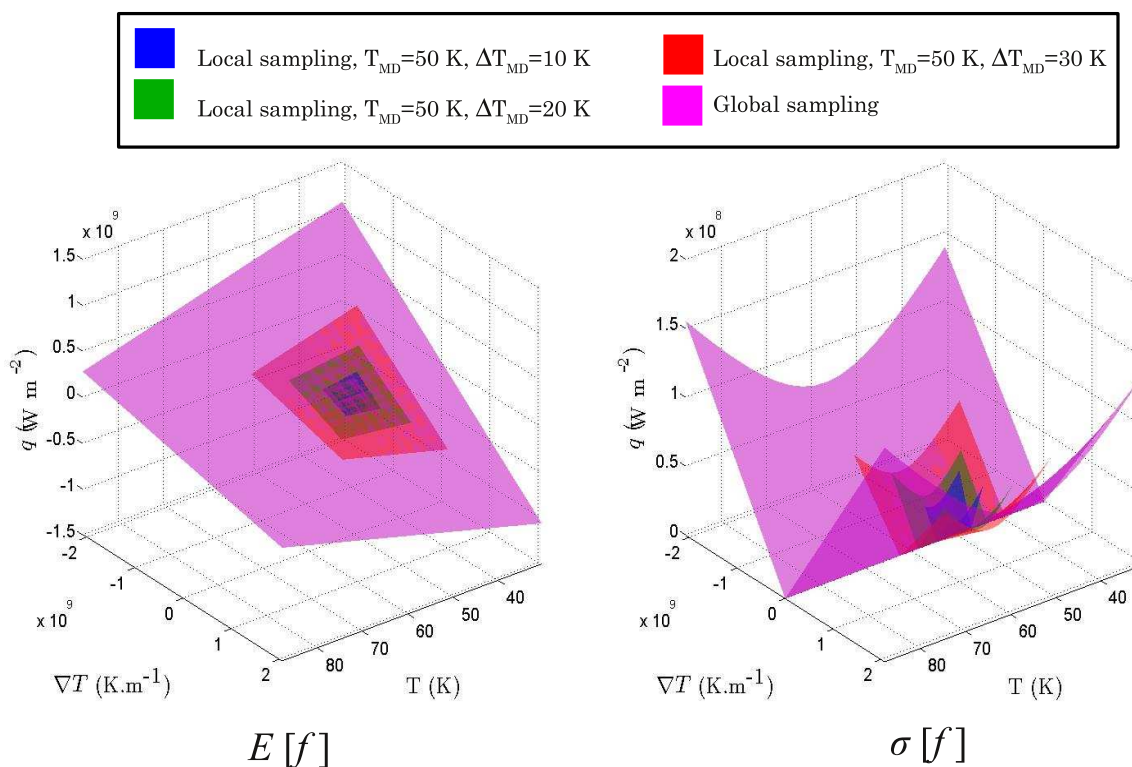 Local sampling, T_MD=50 K, ΔT_MD=10 K
Local sampling, T_MD=50 K, ΔT_MD=20 K
Local sampling, T_MD=50 K, ΔT_MD=30 K
Global sampling
x 10^9
1.5
1
0.5
0
-0.5
-1
-1.5
q (W m^-2)
-2
-1
0
1
2
x 10^9
∇T (K.m^-1)
80
70
60
50
40
T (K)
E [f]
x 10^8
2
1.5
1
0.5
0
q (W m^-2)
-2
-1
0
1
2
x 10^9
∇T (K.m^-1)
80
70
60
50
40
T (K)
σ [f]